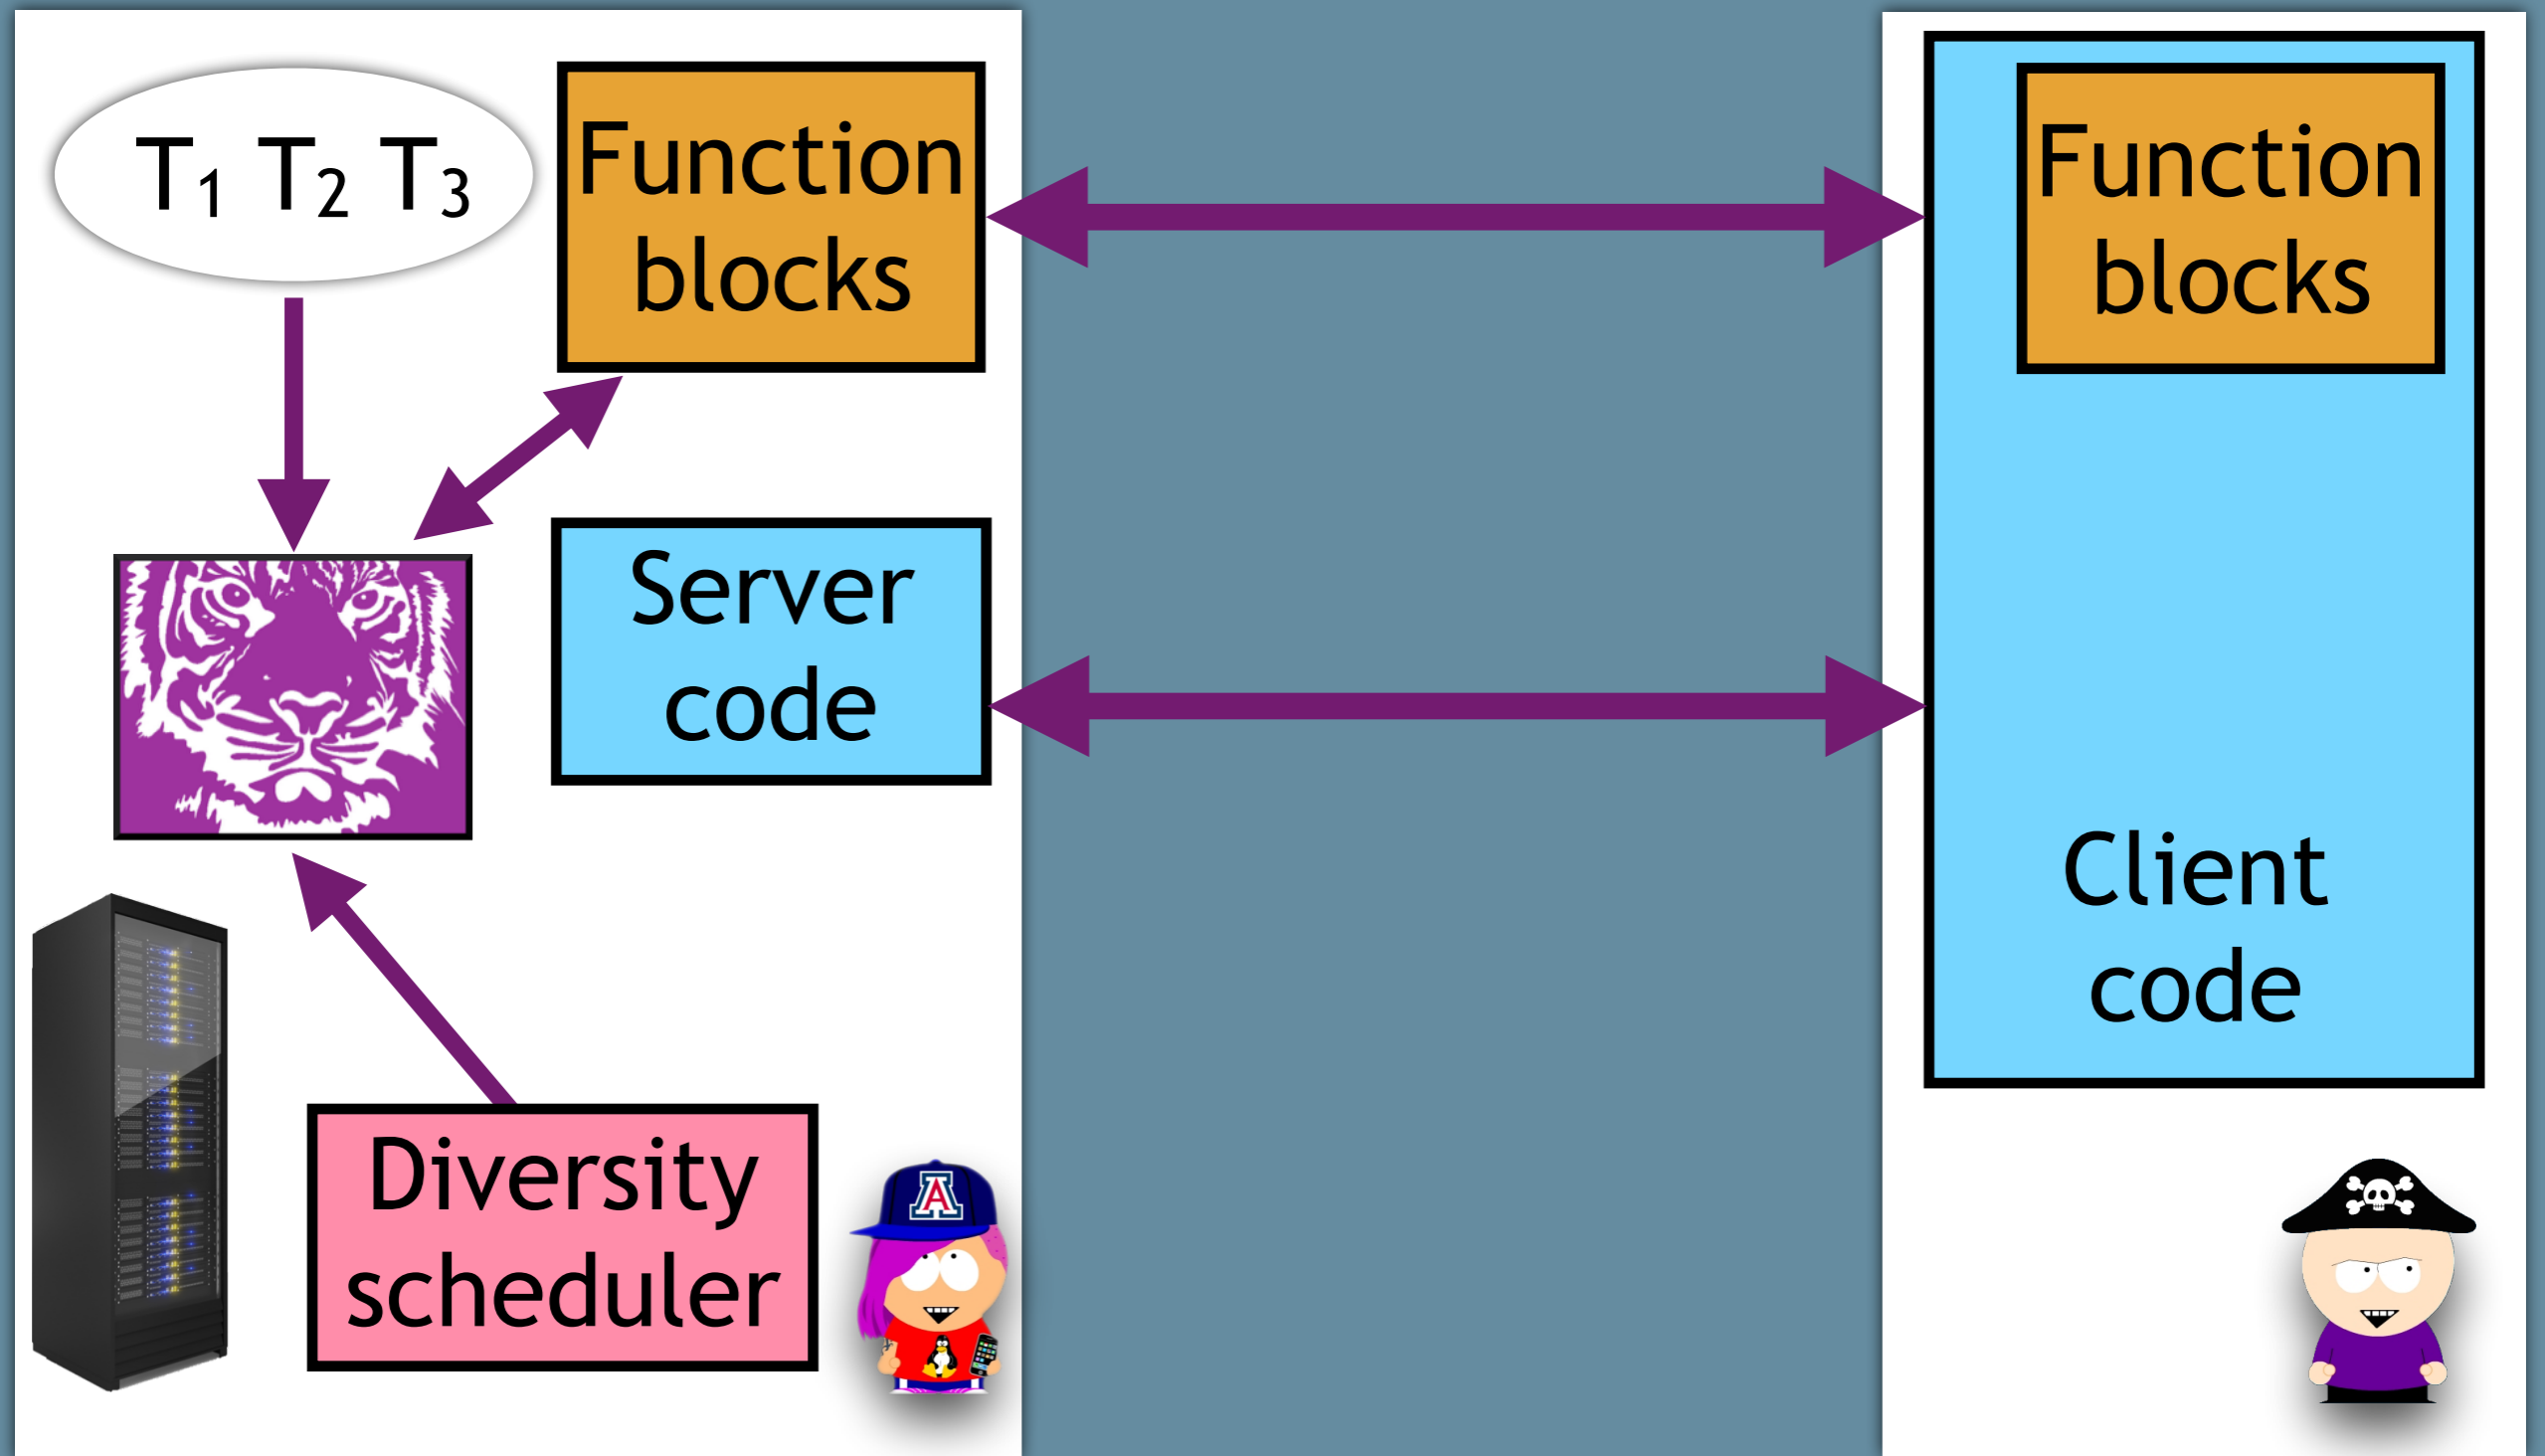 T₁ T₂ T₃
Function
blocks
Server
code
Diversity
scheduler
A
Function
blocks
Client
code